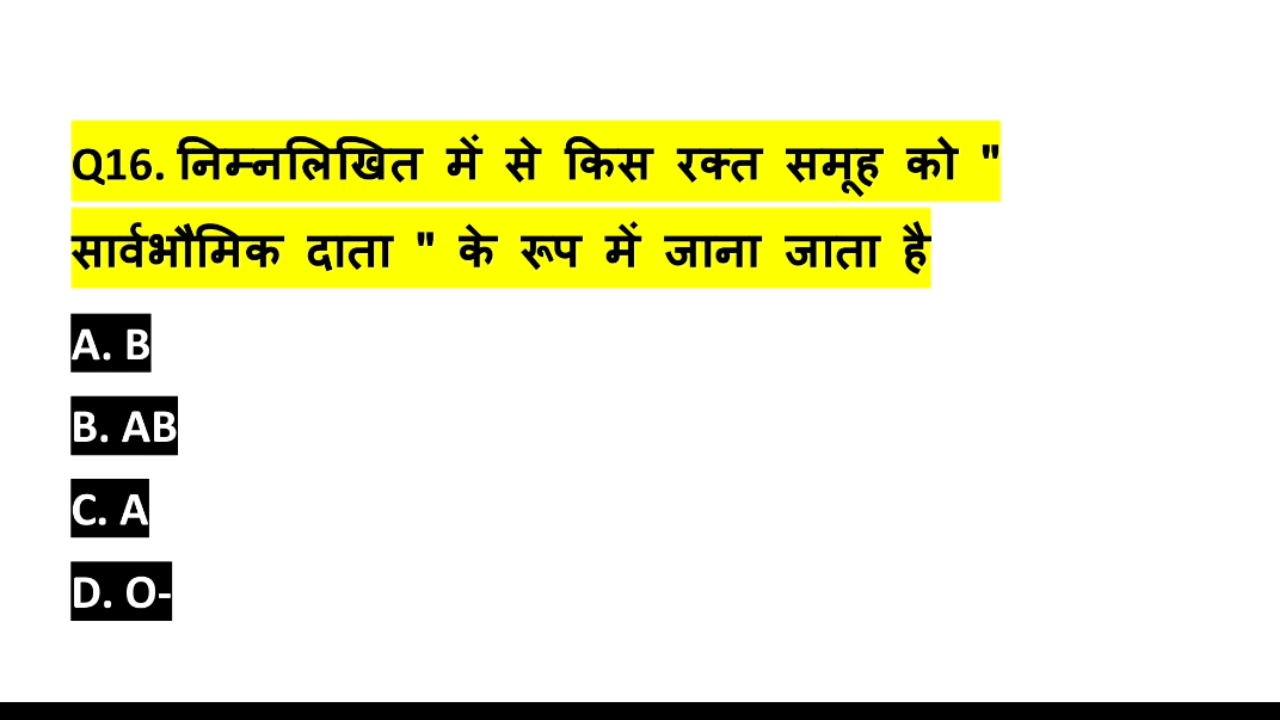 Q16. निम्नलिखित में से किस रक्त समूह को "
सार्वभौमिक दाता " के रूप में जाना जाता है
A. B
B. AB
C. A
D. O-